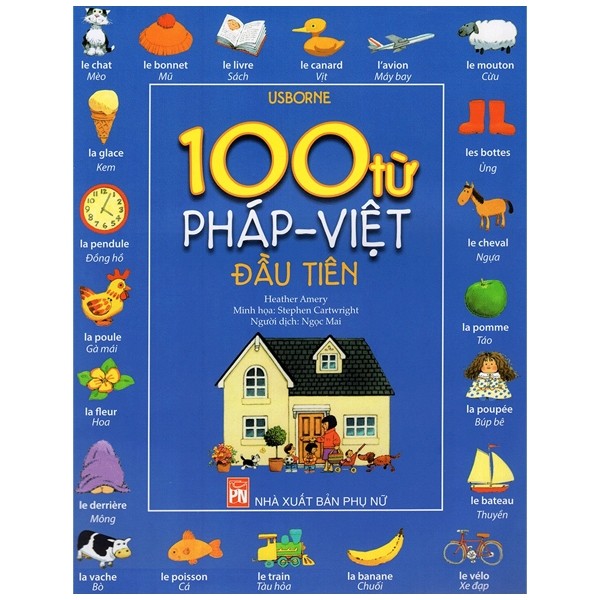 le chat
Mèo
le bonnet
Mũ
le livre
Sách
le canard
Vịt
l'avion
Máy bay
le mouton
Cừu
USBORNE
100 từ
PHÁP-VIỆT
ĐẦU TIÊN
Heather Amery
Minh họa: Stephen Cartwright
Người dịch: Ngọc Mai
PN
NHÀ XUẤT BẢN PHỤ NỮ
la glace
Kem
la pendule
Đồng hồ
la poule
Gà mái
la fleur
Hoa
le derrière
Mông
les bottes
Ủng
le cheval
Ngựa
la pomme
Táo
la poupée
Búp bê
le bateau
Thuyền
la vache
Bò
le poisson
Cá
le train
Tàu hỏa
la banane
Chuối
le vélo
Xe đạp